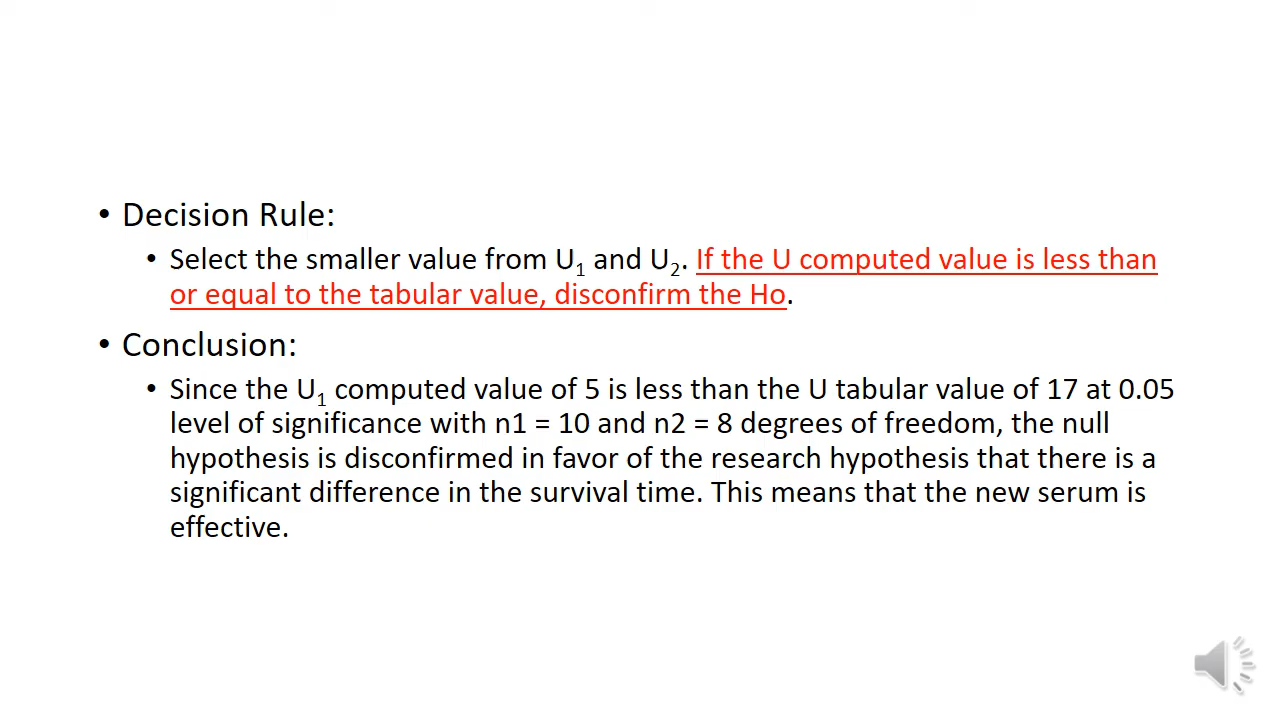 • Decision Rule:
• Select the smaller value from U₁ and U₂. If the U computed value is less than
or equal to the tabular value, disconfirm the Ho.
• Conclusion:
• Since the U₁ computed value of 5 is less than the U tabular value of 17 at 0.05
level of significance with n1 = 10 and n2 = 8 degrees of freedom, the null
hypothesis is disconfirmed in favor of the research hypothesis that there is a
significant difference in the survival time. This means that the new serum is
effective.